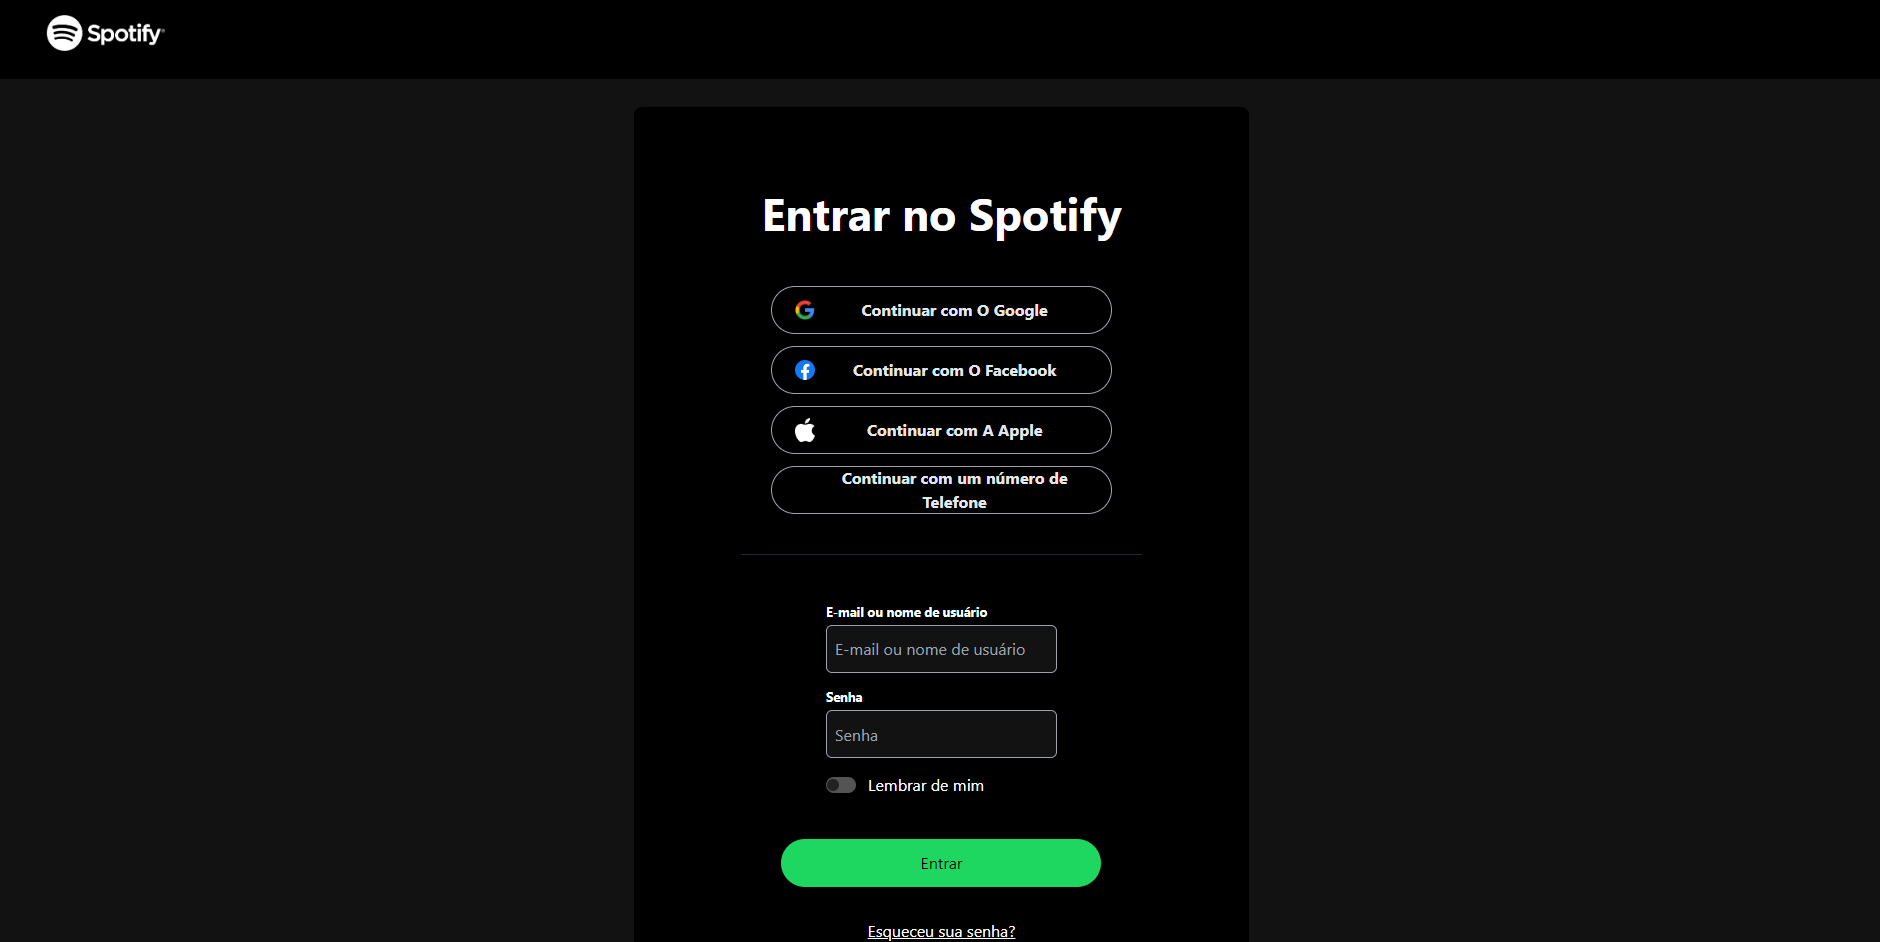 Spotify
Entrar no Spotify
Continuar com O Google
Continuar com O Facebook
Continuar com A Apple
Continuar com um número de
Telefone
E-mail ou nome de usuário
E-mail ou nome de usuário
Senha
Senha
Lembrar de mim
Entrar
Esqueceu sua senha?